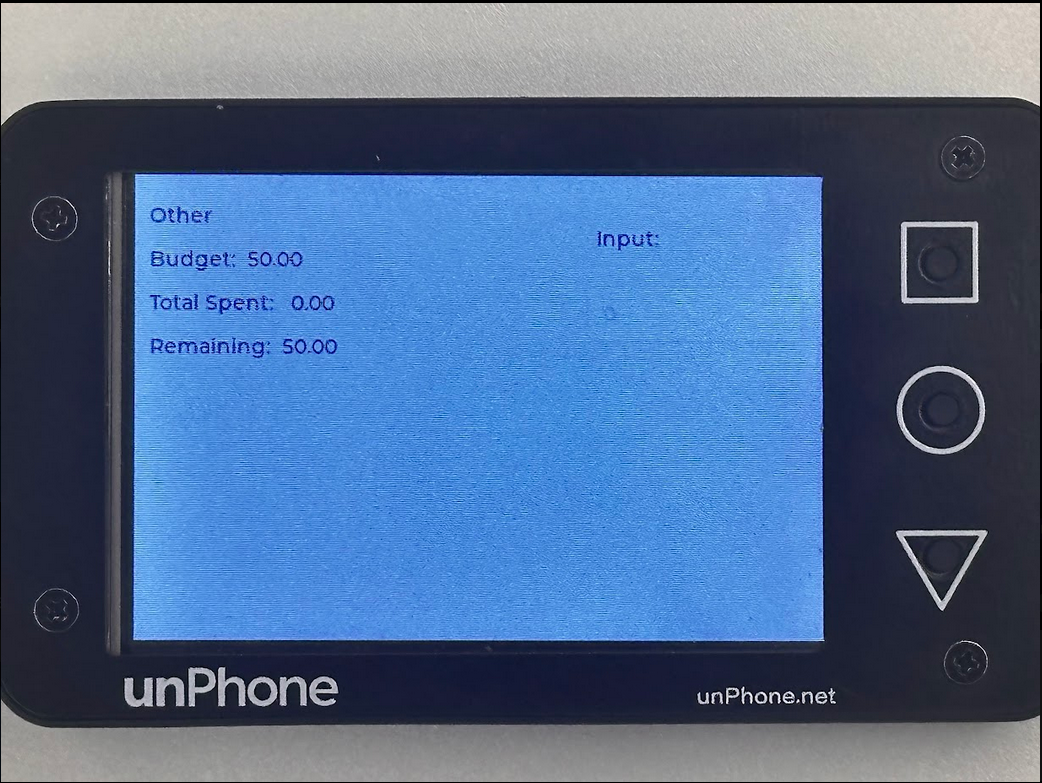 Other
Budget: 50.00
Total Spent: 0.00
Remaining: 50.00
Input:
unPhone
unPhone.net